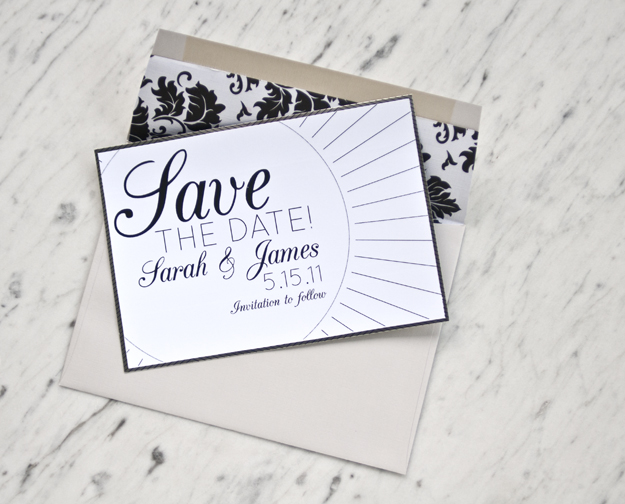 Save
THE DATE!
Sarah & James
5.15.11
Invitation to follow